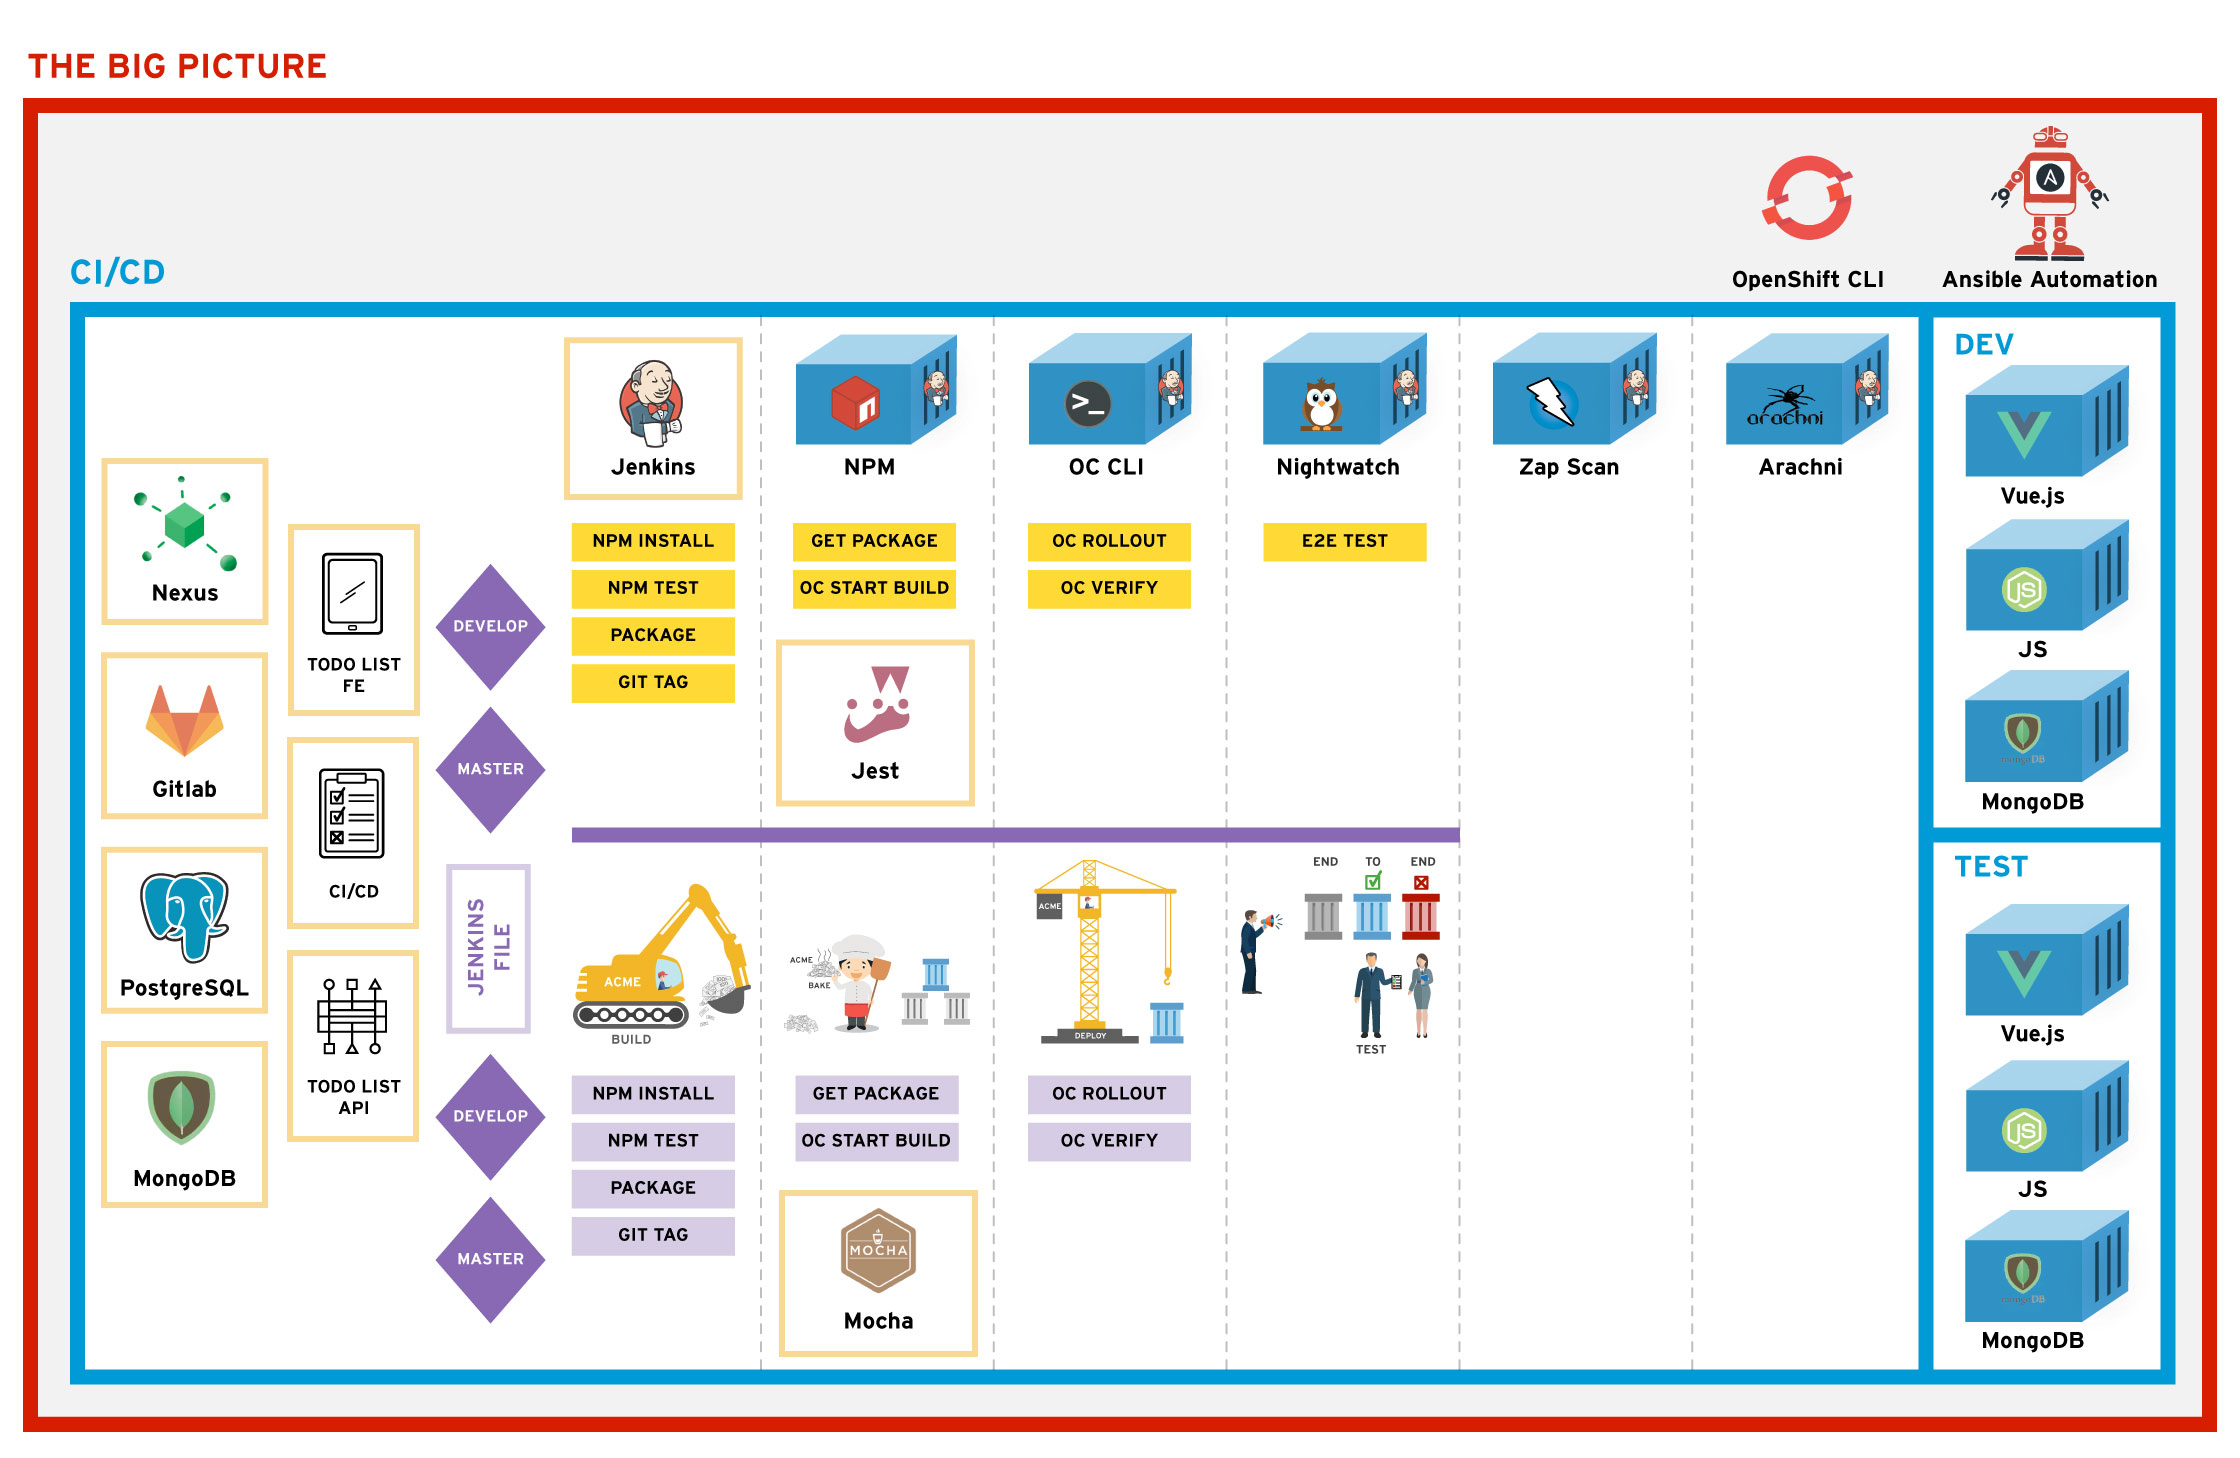 THE BIG PICTURE
OpenShift CLI
Ansible Automation
CI/CD
Nexus
Gitlab
PostgreSQL
MongoDB
TODO LIST
FE
CI/CD
TODO LIST
API
DEVELOP
MASTER
JENKINS
FILE
DEVELOP
MASTER
Jenkins
NPM INSTALL
NPM TEST
PACKAGE
GIT TAG
ACME
BUILD
NPM INSTALL
NPM TEST
PACKAGE
GIT TAG
n
NPM
GET PACKAGE
OC START BUILD
Jest
ACME
BAKE
GET PACKAGE
OC START BUILD
MOCHA
Mocha
>_
OC CLI
OC ROLLOUT
OC VERIFY
ACME
DEPLOY
OC ROLLOUT
OC VERIFY
Nightwatch
E2E TEST
END
TO
END
TEST
Zap Scan
arachni
Arachni
DEV
Vue.js
JS
JS
mongoDB
MongoDB
TEST
Vue.js
JS
JS
mongoDB
MongoDB